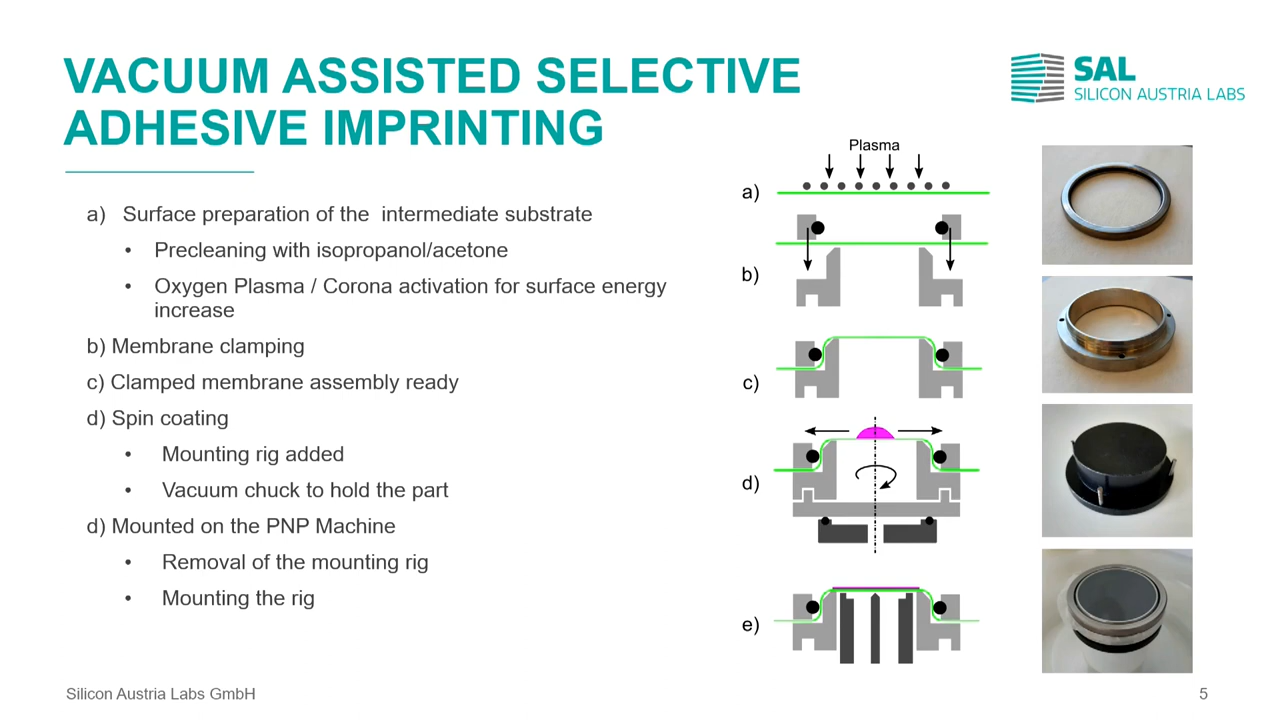 VACUUM ASSISTED SELECTIVE
ADHESIVE IMPRINTING
SAL
SILICON AUSTRIA LABS
a) Surface preparation of the intermediate substrate
• Precleaning with isopropanol/acetone
• Oxygen Plasma / Corona activation for surface energy
increase
b) Membrane clamping
c) Clamped membrane assembly ready
d) Spin coating
• Mounting rig added
• Vacuum chuck to hold the part
d) Mounted on the PNP Machine
• Removal of the mounting rig
• Mounting the rig
Plasma
a)
b)
c)
d)
e)
Silicon Austria Labs GmbH
5